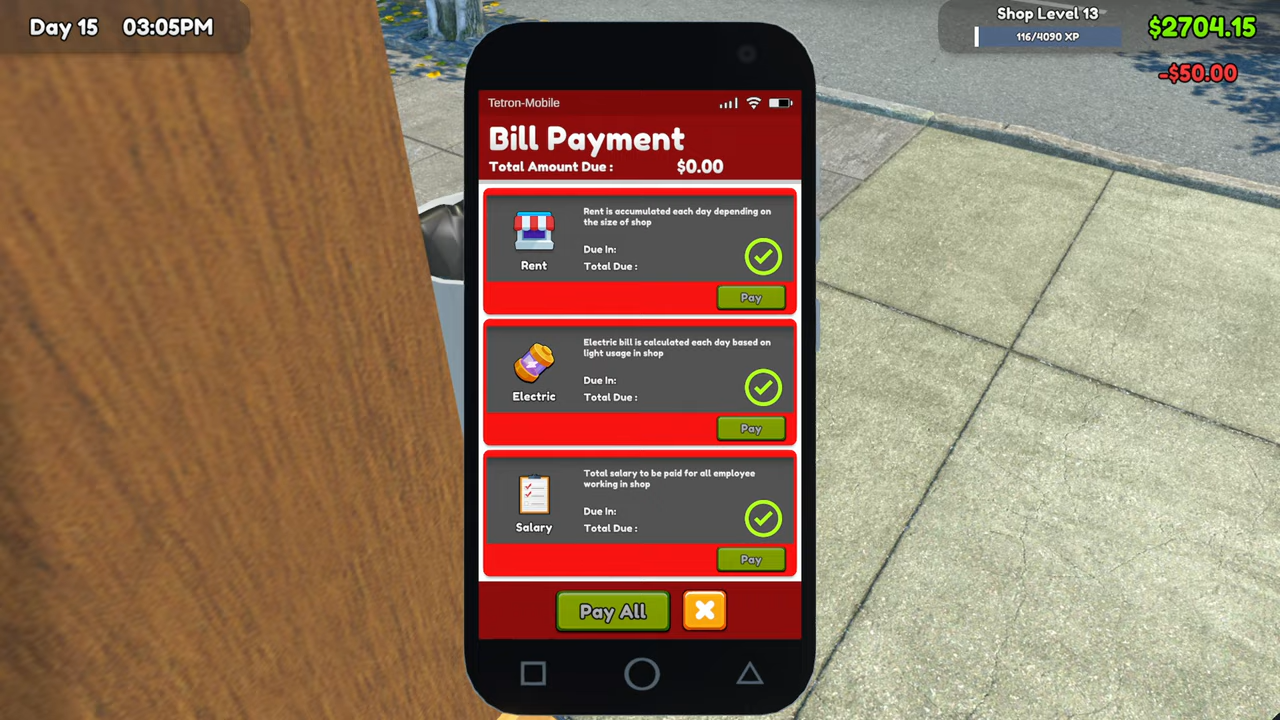 Day 15 03:05PM
Shop Level 13
116/4090 XP
$2704.15
-$50.00
Tetron-Mobile
Bill Payment
Total Amount Due : $0.00
Rent is accumulated each day depending on
the size of shop
Due In:
Total Due :
Rent
Pay
Electric bill is calculated each day based on
light usage in shop
Due In:
Total Due :
Electric
Pay
Total salary to be paid for all employee
working in shop
Due In:
Total Due :
Salary
Pay
Pay All